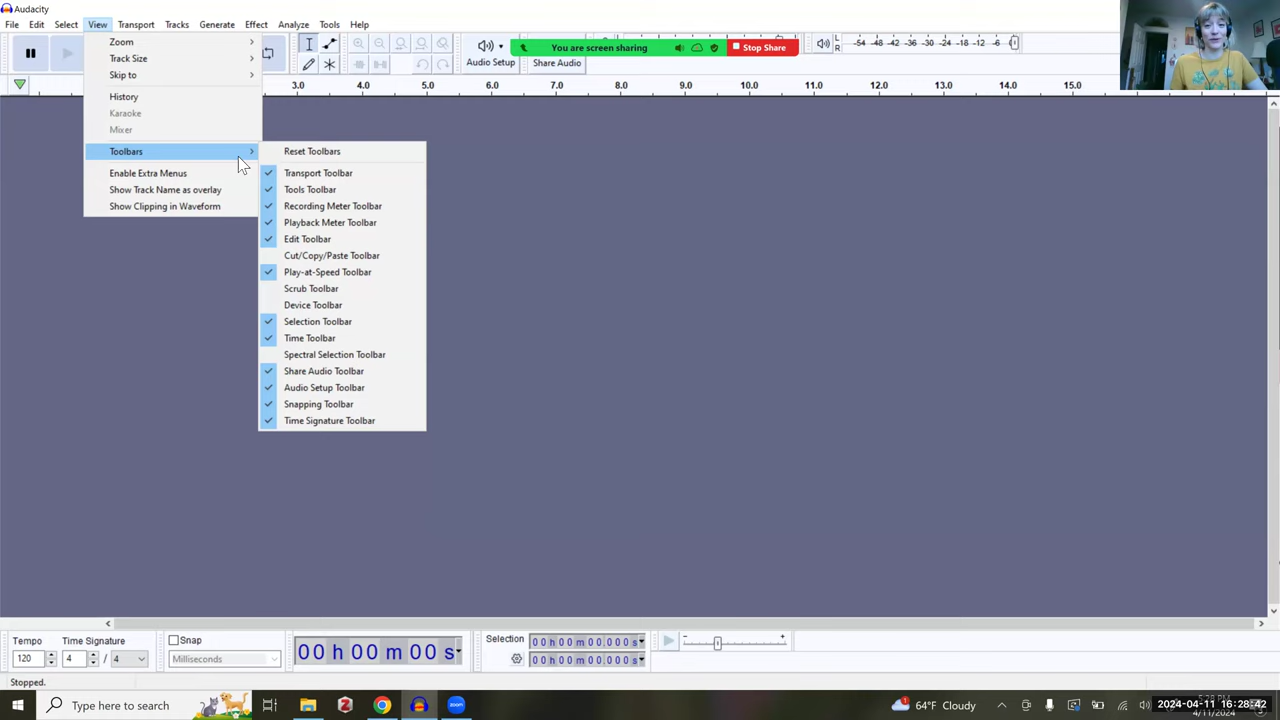 Audacity
File Edit Select View Transport Tracks Generate Effect Analyze Tools Help
Zoom
Track Size
Skip to
History
Karaoke
Mixer
Toolbars
Enable Extra Menus
Show Track Name as overlay
Show Clipping in Waveform
Reset Toolbars
Transport Toolbar
Tools Toolbar
Recording Meter Toolbar
Playback Meter Toolbar
Edit Toolbar
Cut/Copy/Paste Toolbar
Play-at-Speed Toolbar
Scrub Toolbar
Device Toolbar
Selection Toolbar
Time Toolbar
Spectral Selection Toolbar
Share Audio Toolbar
Audio Setup Toolbar
Snapping Toolbar
Time Signature Toolbar
You are screen sharing Stop Share
Audio Setup Share Audio
L
R
-54 -48 -42 -36 -30 -24 -18 -12 -6
3.0 4.0 5.0 6.0 7.0 8.0 9.0 10.0 11.0 12.0 13.0 14.0 15.0
Tempo Time Signature Snap
120 4 / 4 Milliseconds
00 h 00 m 00 s
Selection 00 h 00 m 00.000 s
00 h 00 m 00.000 s
Stopped.
Type here to search
64°F Cloudy
2024-04-11 16:28:42